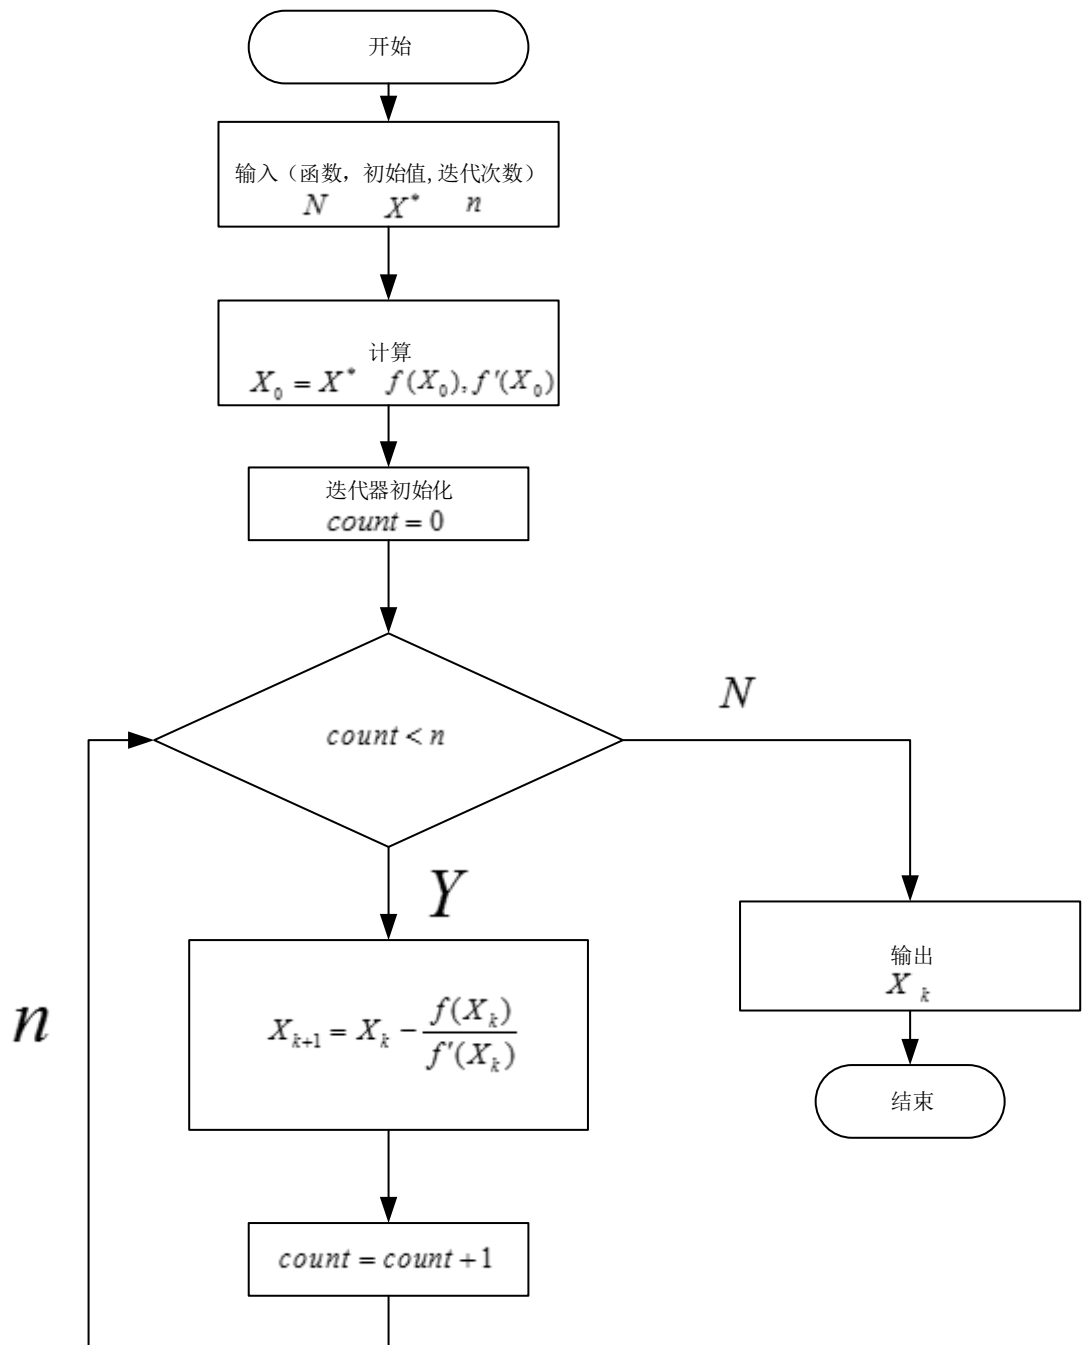 开始
输入（函数，初始值,迭代次数）
N X* n
计算
X₀ = X* f(X₀), f'(X₀)
迭代器初始化
count = 0
count < n
N
Y
X_{k+1} = X_k − f(X_k) / f'(X_k)
n
输出
X_k
结束
count = count + 1